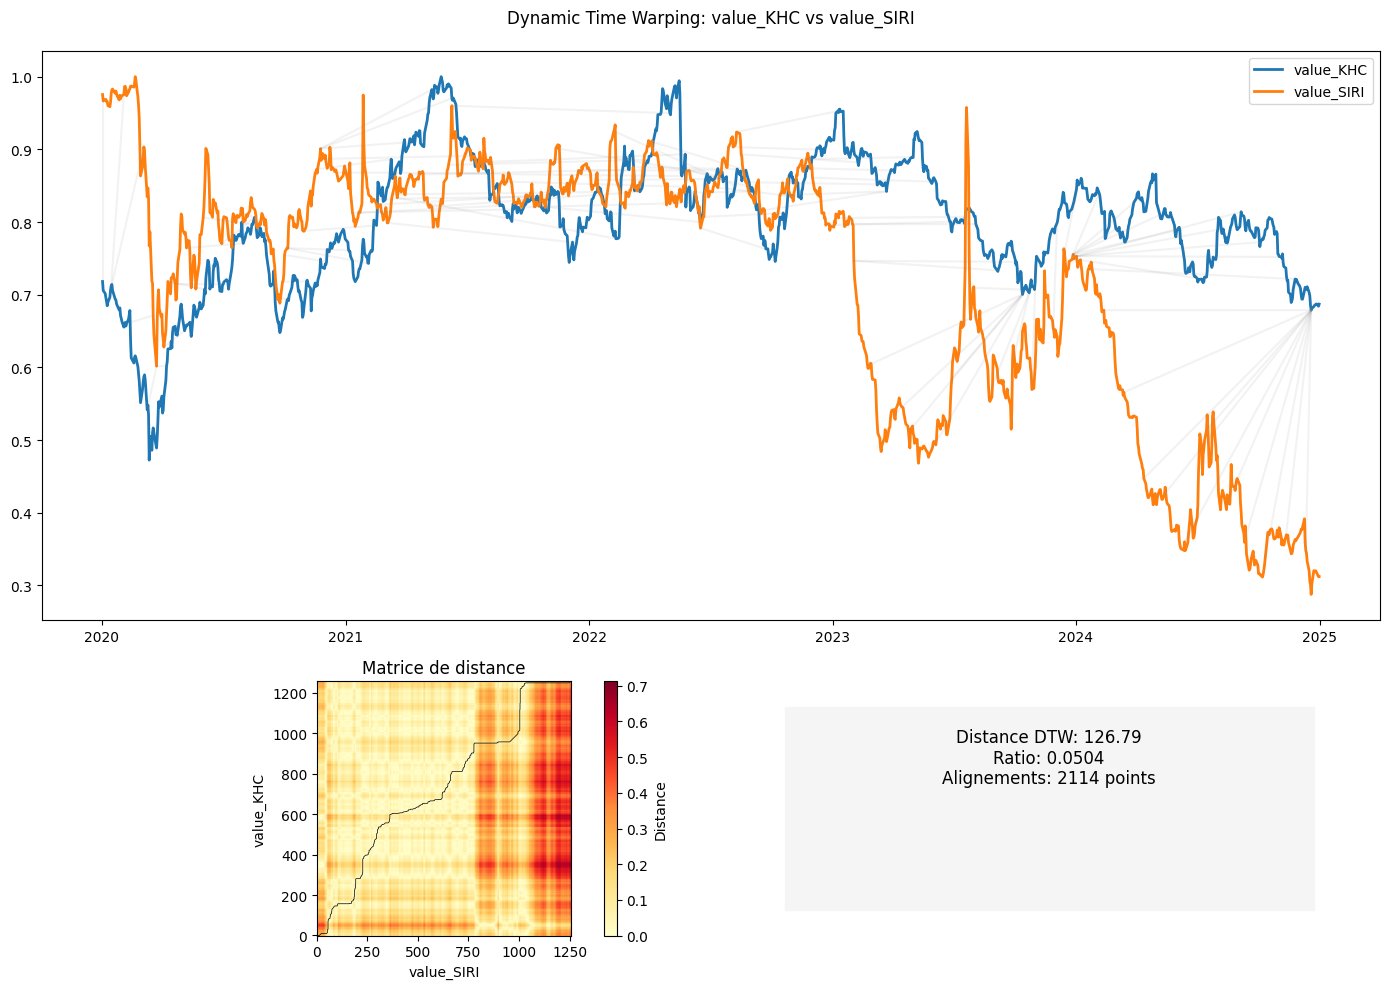 Dynamic Time Warping: value_KHC vs value_SIRI
value_KHC
value_SIRI
1.0
0.9
0.8
0.7
0.6
0.5
0.4
0.3
2020 2021 2022 2023 2024 2025
Matrice de distance
value_KHC
1200
1000
800
600
400
200
0
0 250 500 750 1000 1250
value_SIRI
0.7
0.6
0.5
0.4
0.3
0.2
0.1
0.0
Distance
Distance DTW: 126.79
Ratio: 0.0504
Alignements: 2114 points